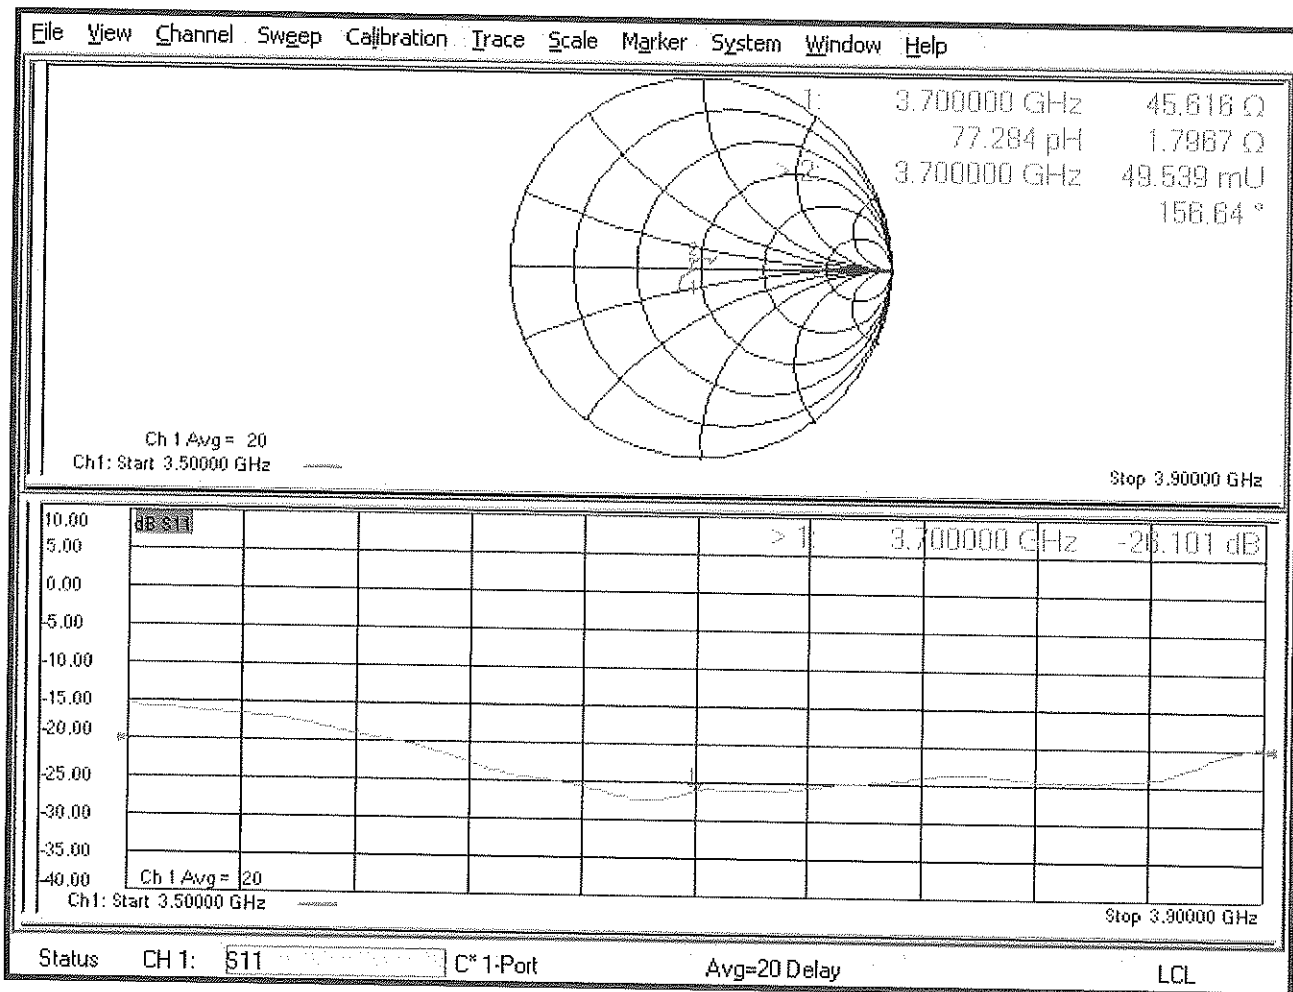 File View Channel Sweep Calibration Trace Scale Marker System Window Help
1: 3.700000 GHz 45.616 Ω
77.284 pH 1.7967 Ω
> 2: 3.700000 GHz 49.539 mU
156.64 °
Ch 1 Avg = 20
Ch1: Start 3.50000 GHz
Stop 3.90000 GHz
10.00
dB S11
> 1: 3.700000 GHz -26.101 dB
5.00
0.00
-5.00
-10.00
-15.00
-20.00
-25.00
1
-30.00
-35.00
-40.00
Ch 1 Avg = 20
Ch1: Start 3.50000 GHz
Stop 3.90000 GHz
Status CH 1: S11 C* 1-Port Avg=20 Delay LCL